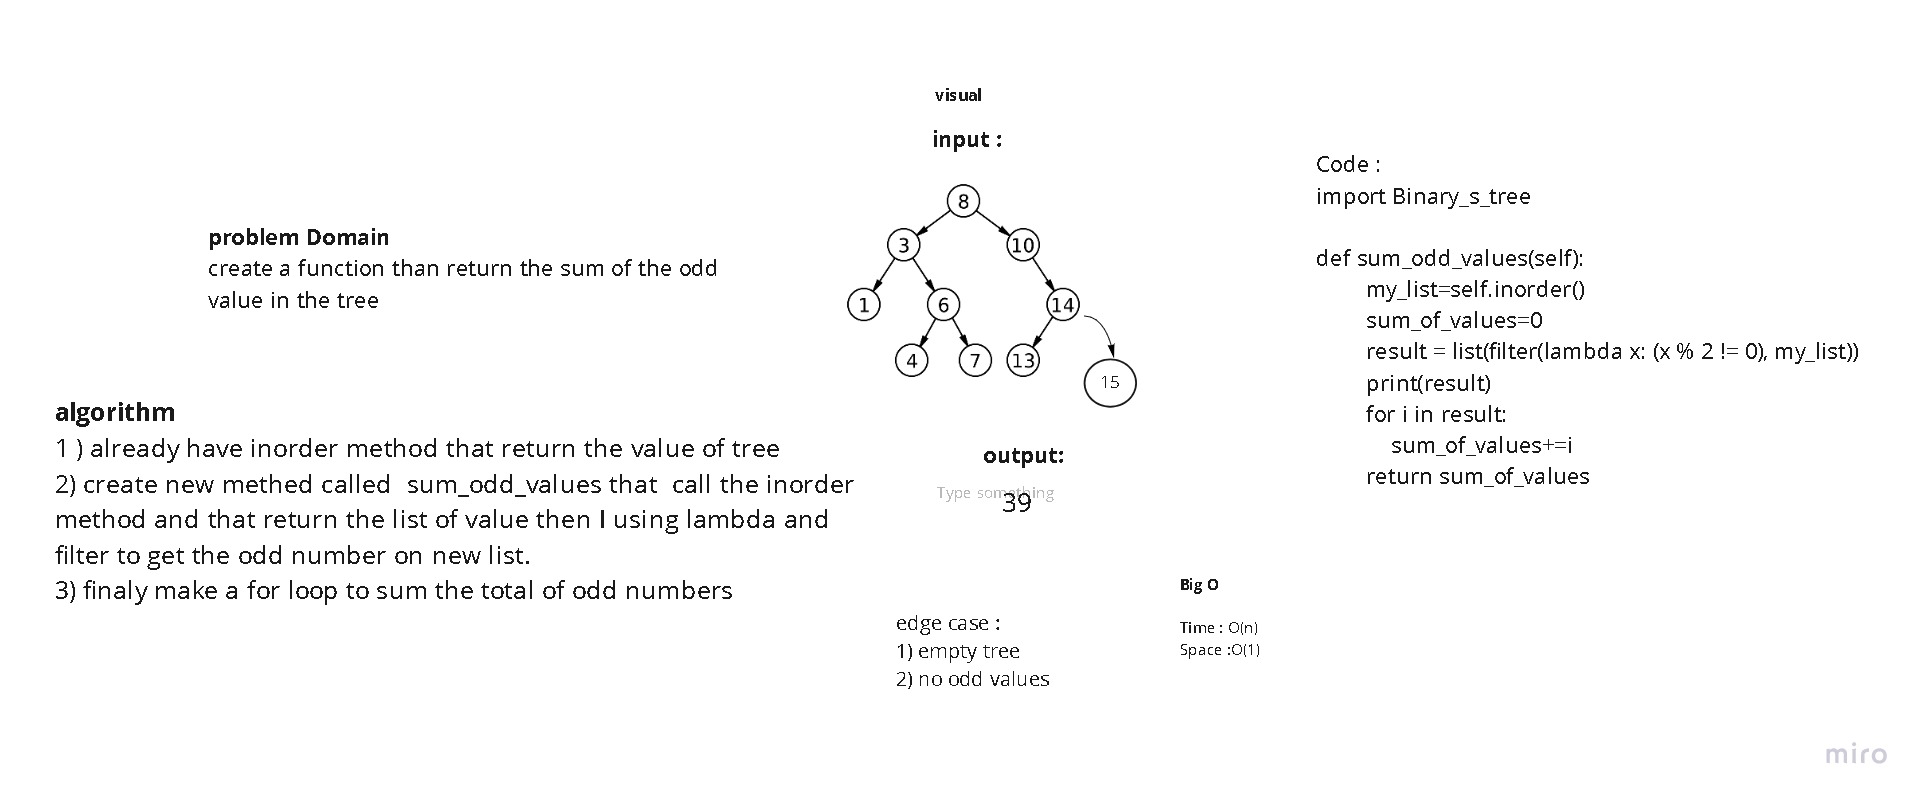 problem Domain
create a function than return the sum of the odd
value in the tree
algorithm
1 ) already have inorder method that return the value of tree
2) create new methed called  sum_odd_values that  call the inorder
method and that return the list of value then I using lambda and
filter to get the odd number on new list.
3) finaly make a for loop to sum the total of odd numbers
visual
input :
8
3
10
1
6
14
4
7
13
15
output:
Type something
39
edge case :
1) empty tree
2) no odd values
Big O
Time : O(n)
Space :O(1)
Code :
import Binary_s_tree
def sum_odd_values(self):
my_list=self.inorder()
sum_of_values=0
result = list(filter(lambda x: (x % 2 != 0), my_list))
print(result)
for i in result:
sum_of_values+=i
return sum_of_values
miro